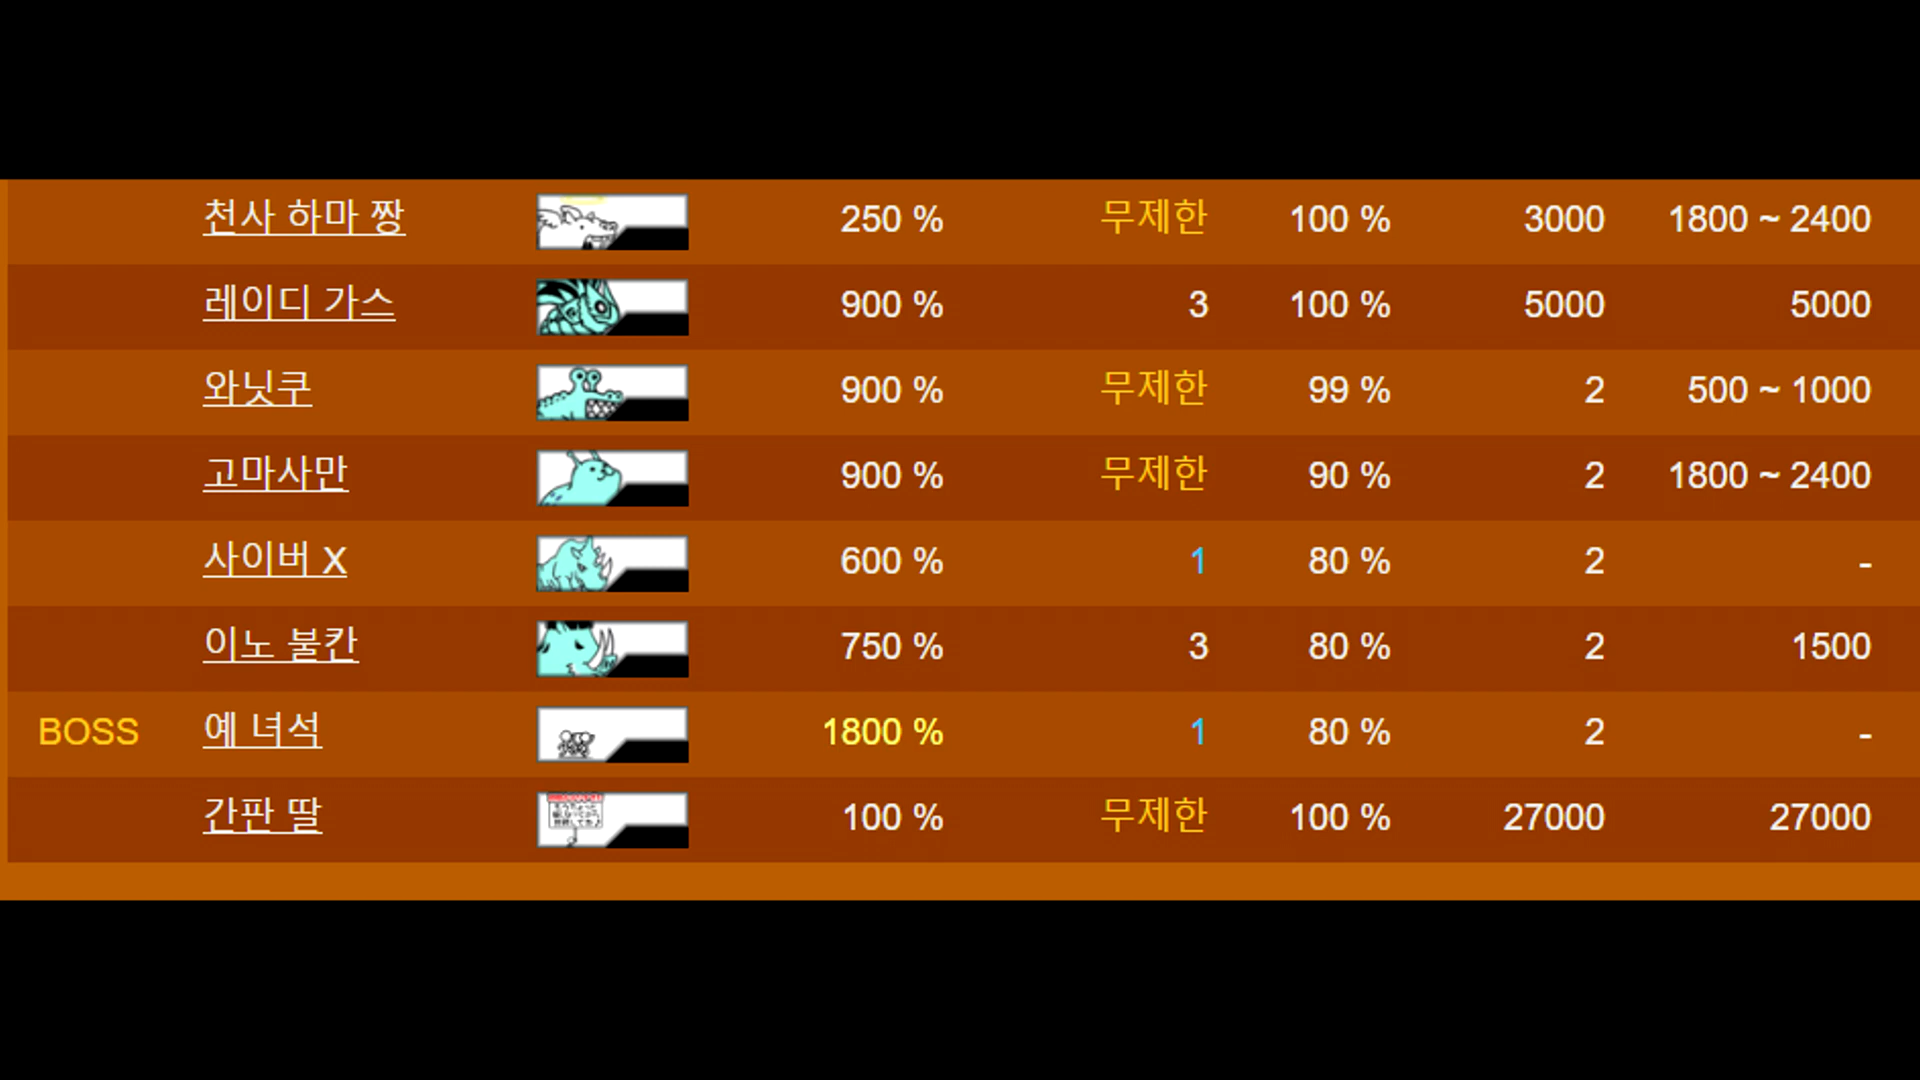 천사 하마 짱 250 % 무제한 100 % 3000 1800 ~ 2400
레이디 가스 900 % 3 100 % 5000 5000
와닛쿠 900 % 무제한 99 % 2 500 ~ 1000
고마사만 900 % 무제한 90 % 2 1800 ~ 2400
사이버 X 600 % 1 80 % 2 -
이노 불칸 750 % 3 80 % 2 1500
BOSS 예 녀석 1800 % 1 80 % 2 -
간판 딸 100 % 무제한 100 % 27000 27000